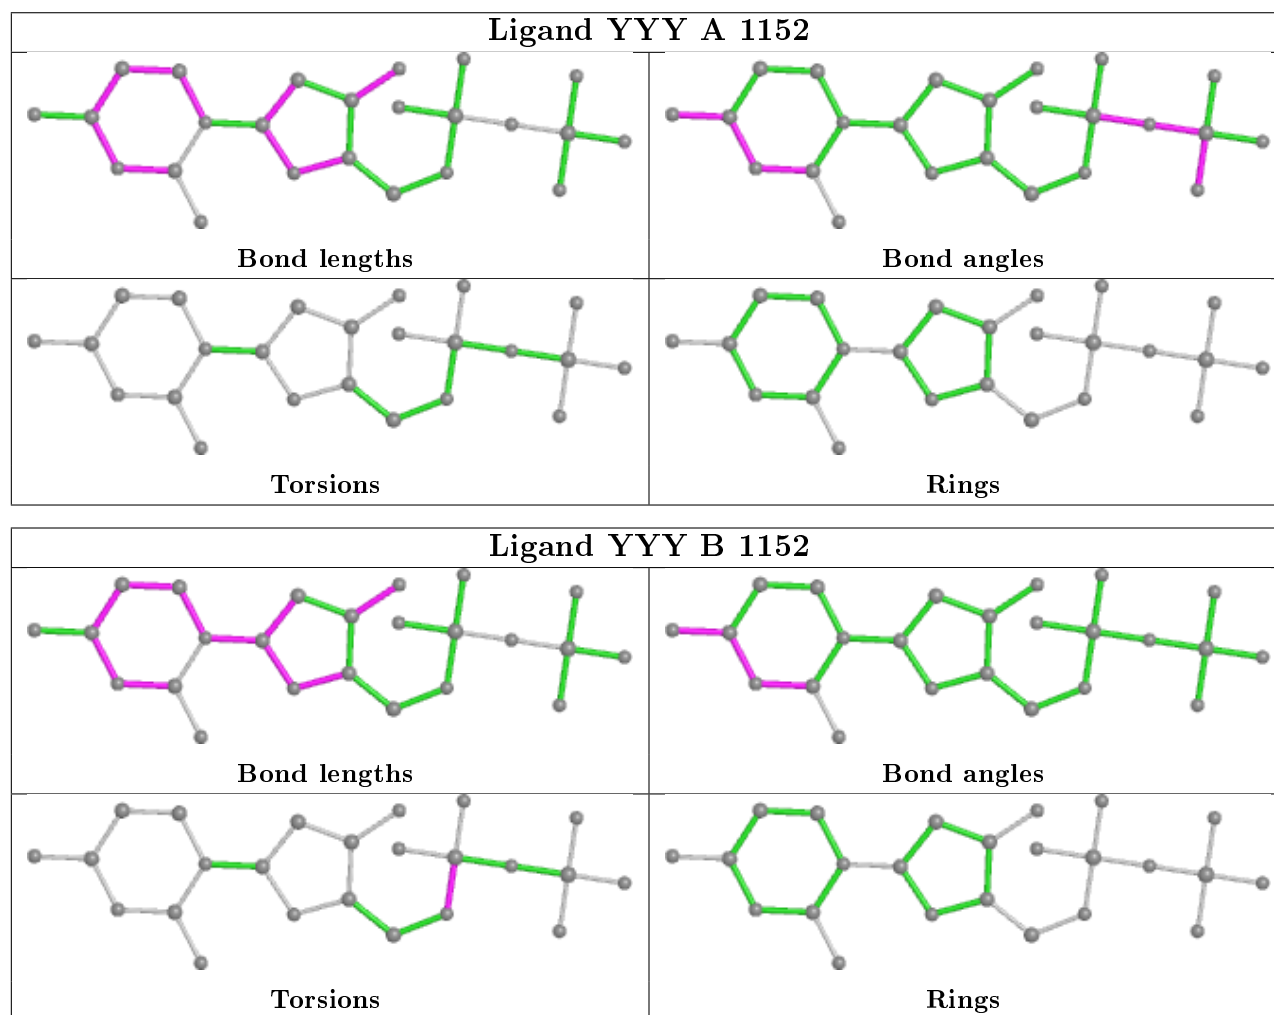 Ligand YYY A 1152
Bond lengths
Bond angles
Torsions
Rings
Ligand YYY B 1152
Bond lengths
Bond angles
Torsions
Rings